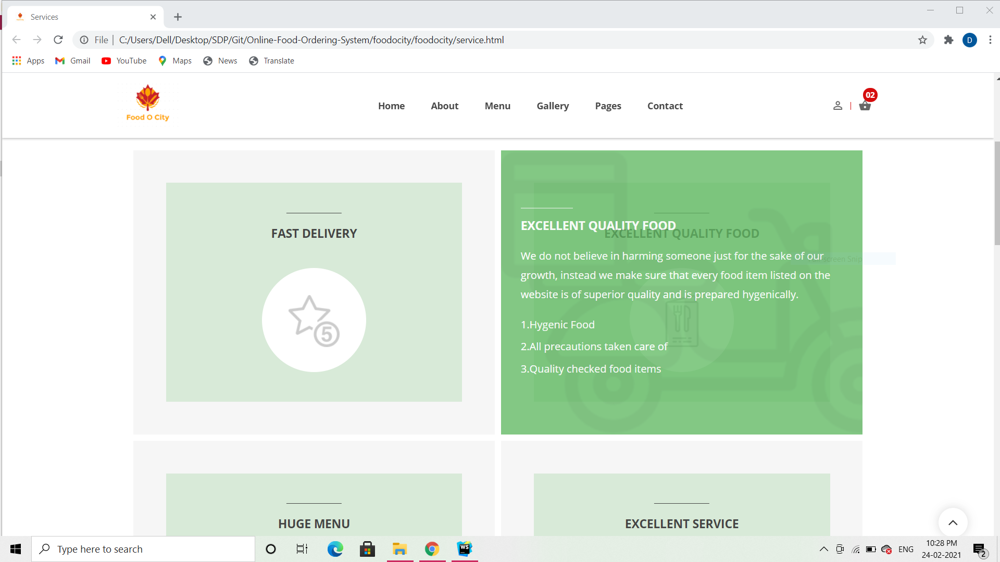 Services
File
C:/Users/Dell/Desktop/SDP/Git/Online-Food-Ordering-System/foodocity/foodocity/service.html
D
Apps
Gmail
YouTube
Maps
News
Translate
Food O City
Home
About
Menu
Gallery
Pages
Contact
02
FAST DELIVERY
5
EXCELLENT QUALITY FOOD
EXCELLENT QUALITY FOOD
We do not believe in harming someone just for the sake of our
growth, instead we make sure that every food item listed on the
website is of superior quality and is prepared hygenically.
1.Hygenic Food
2.All precautions taken care of
3.Quality checked food items
Snip
HUGE MENU
EXCELLENT SERVICE
Type here to search
WS
ENG
10:28 PM
24-02-2021
2